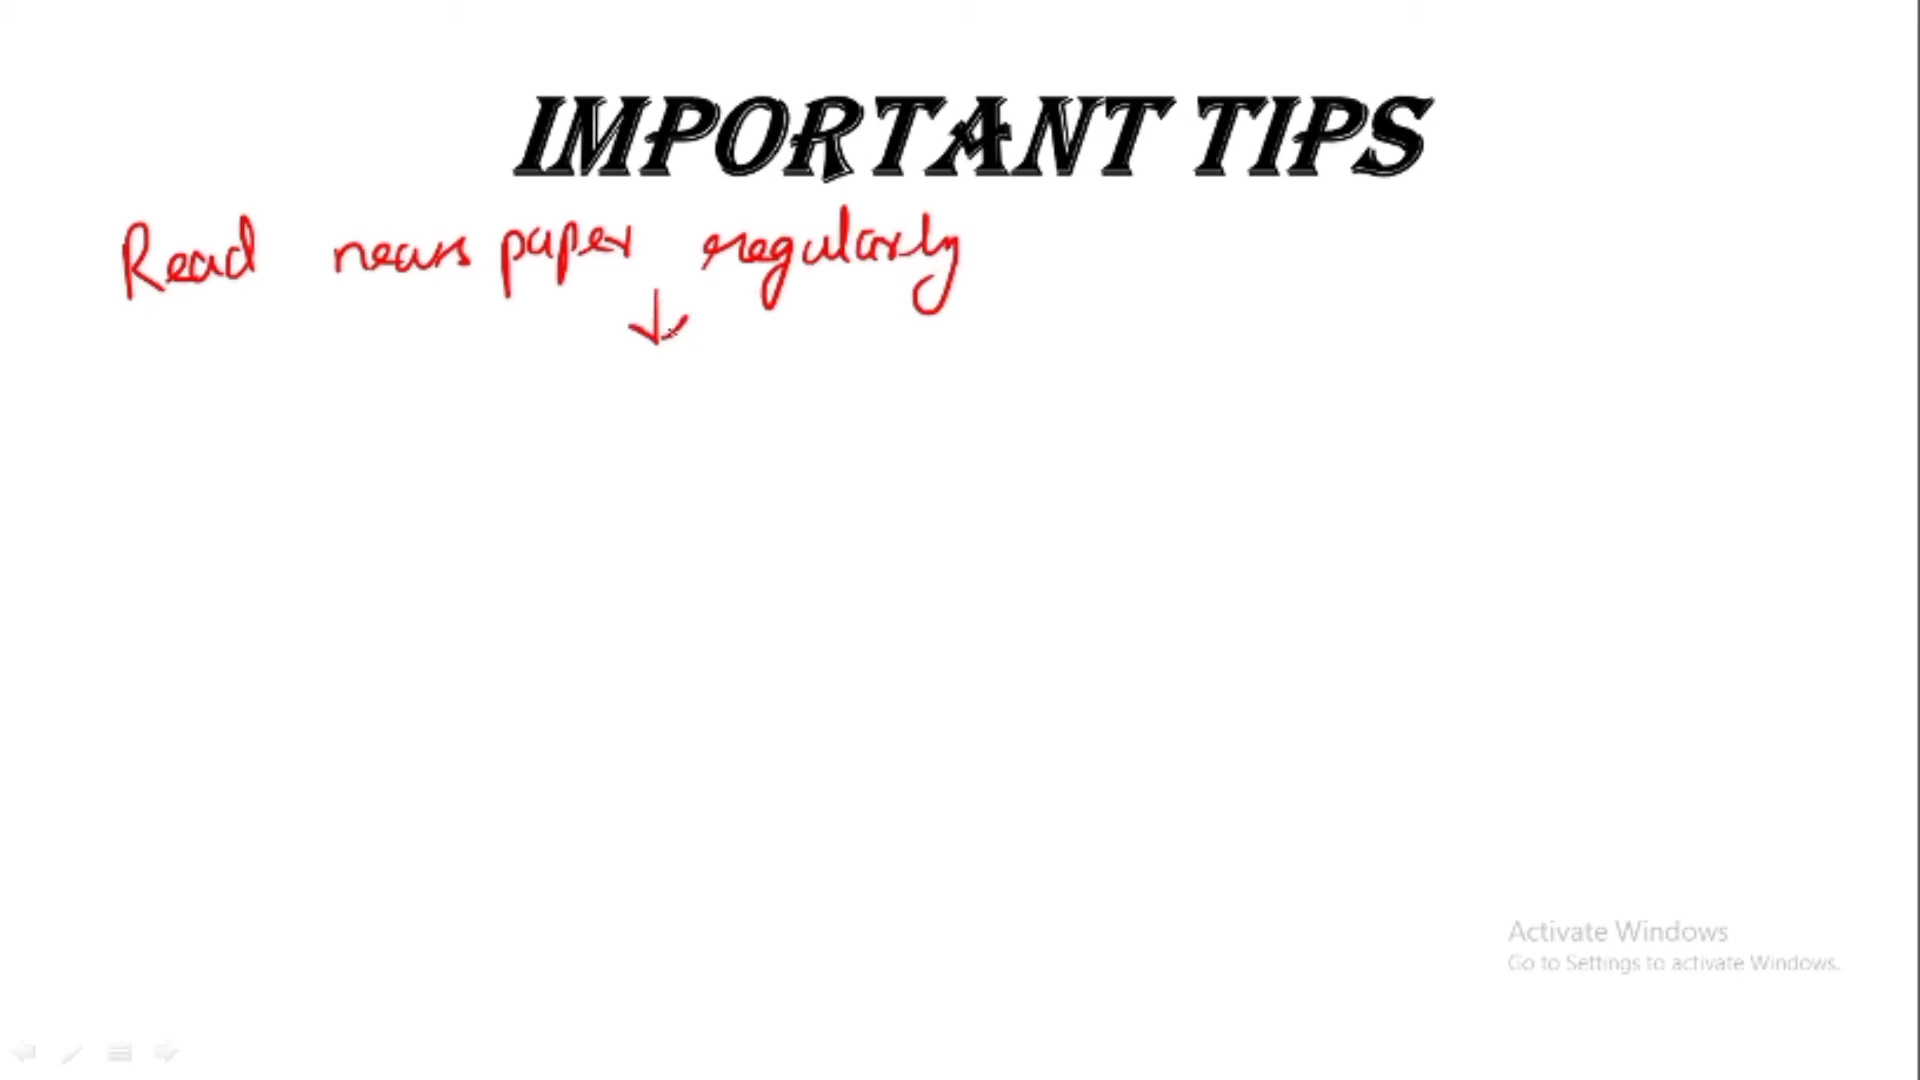 IMPORTANT TIPS
Read news paper regularly
Activate Windows
Go to Settings to activate Windows.